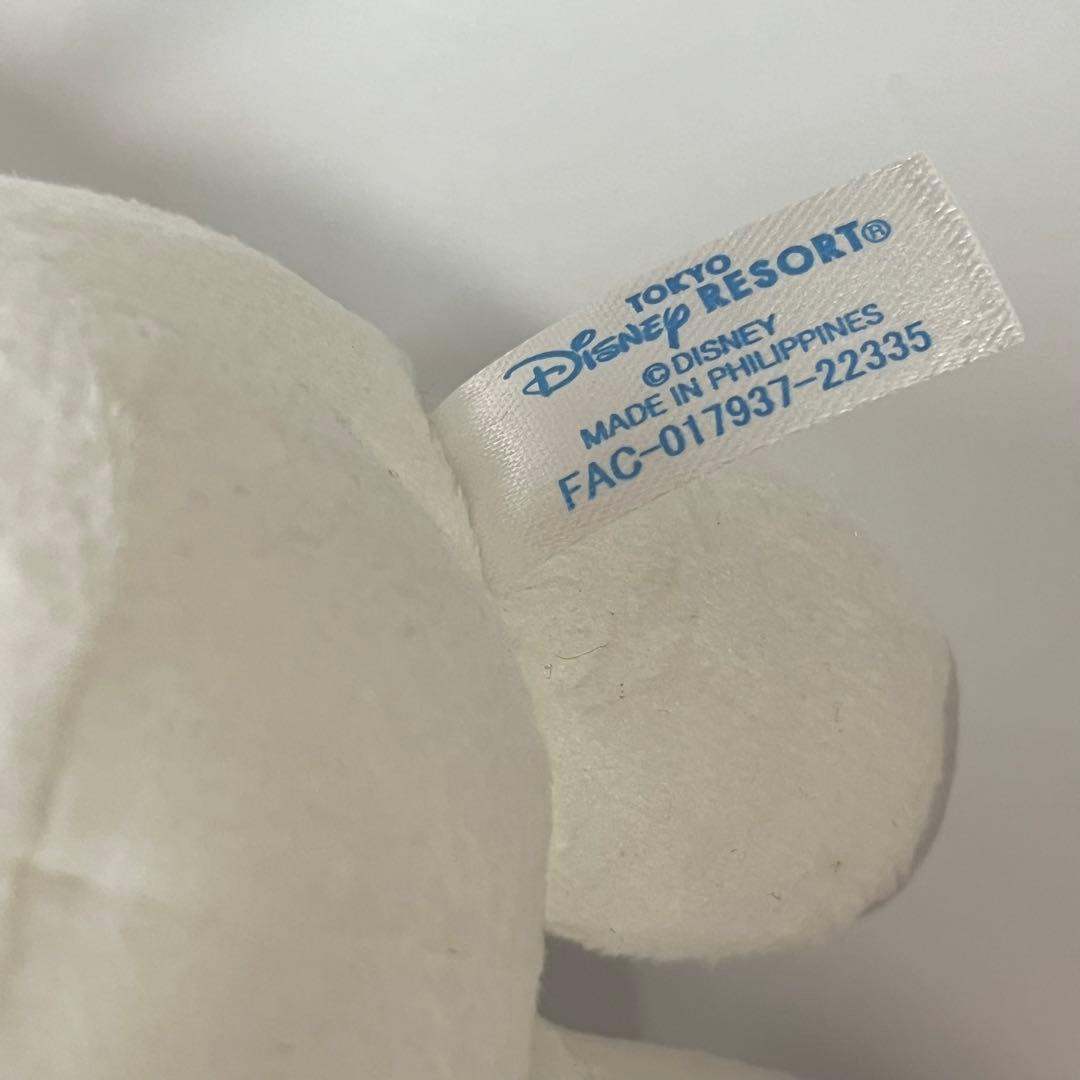 TOKYO
Disney RESORT®
©DISNEY
MADE IN PHILIPPINES
FAC-017937-22335